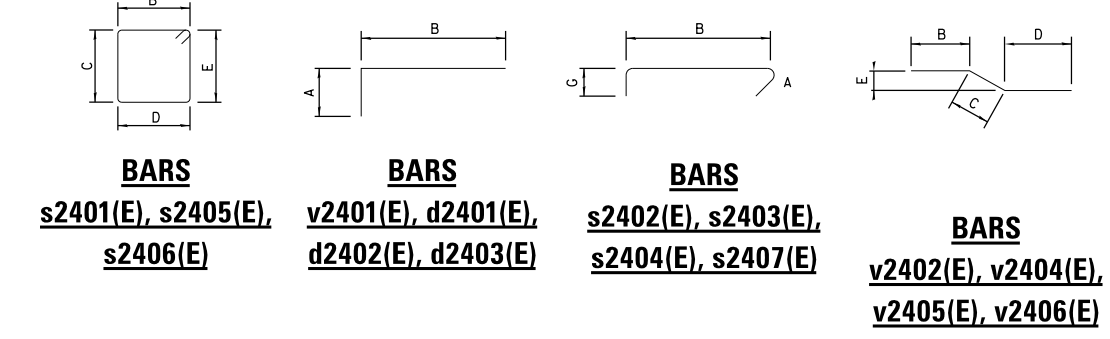 B
C
E
D
BARS
s2401(E), s2405(E),
s2406(E)
B
A
BARS
v2401(E), d2401(E),
d2402(E), d2403(E)
B
G
A
BARS
s2402(E), s2403(E),
s2404(E), s2407(E)
B
D
E
C
BARS
v2402(E), v2404(E),
v2405(E), v2406(E)